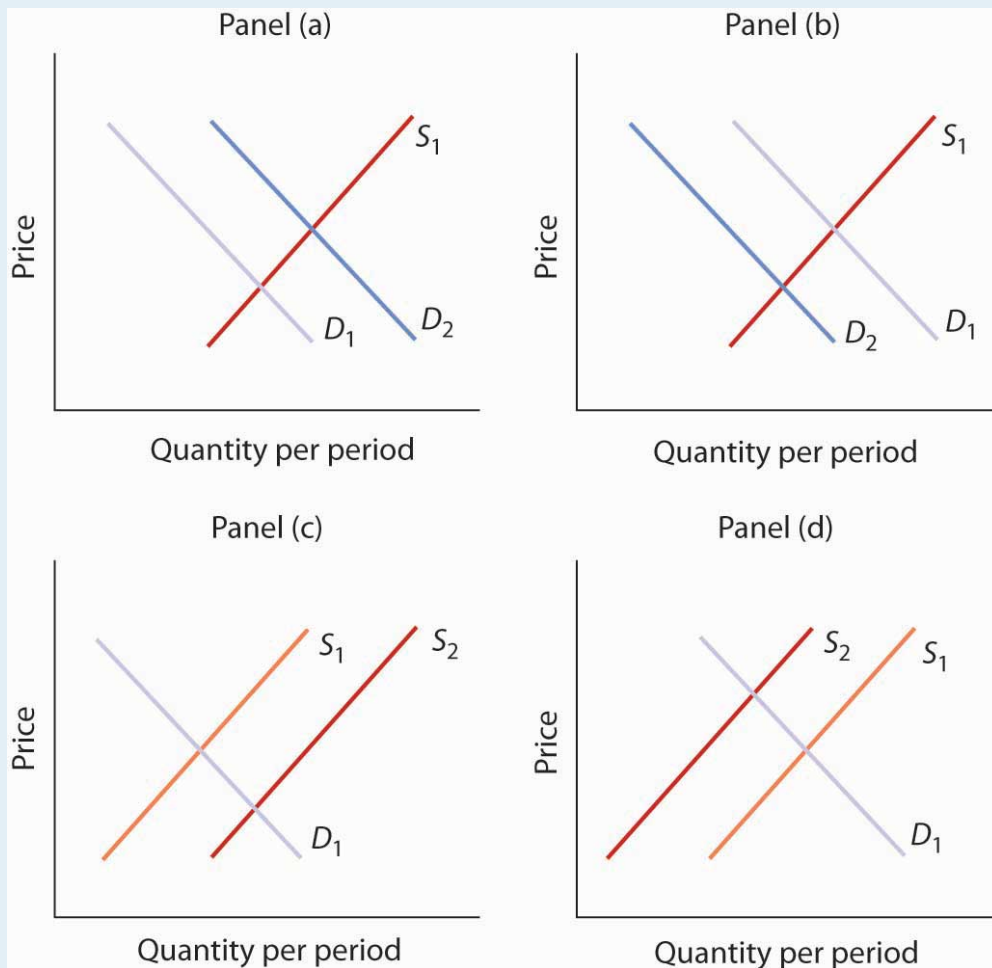 Panel (a)
Price
S₁
D₁
D₂
Quantity per period
Panel (b)
Price
S₁
D₂
D₁
Quantity per period
Panel (c)
Price
S₁
S₂
D₁
Quantity per period
Panel (d)
Price
S₂
S₁
D₁
Quantity per period